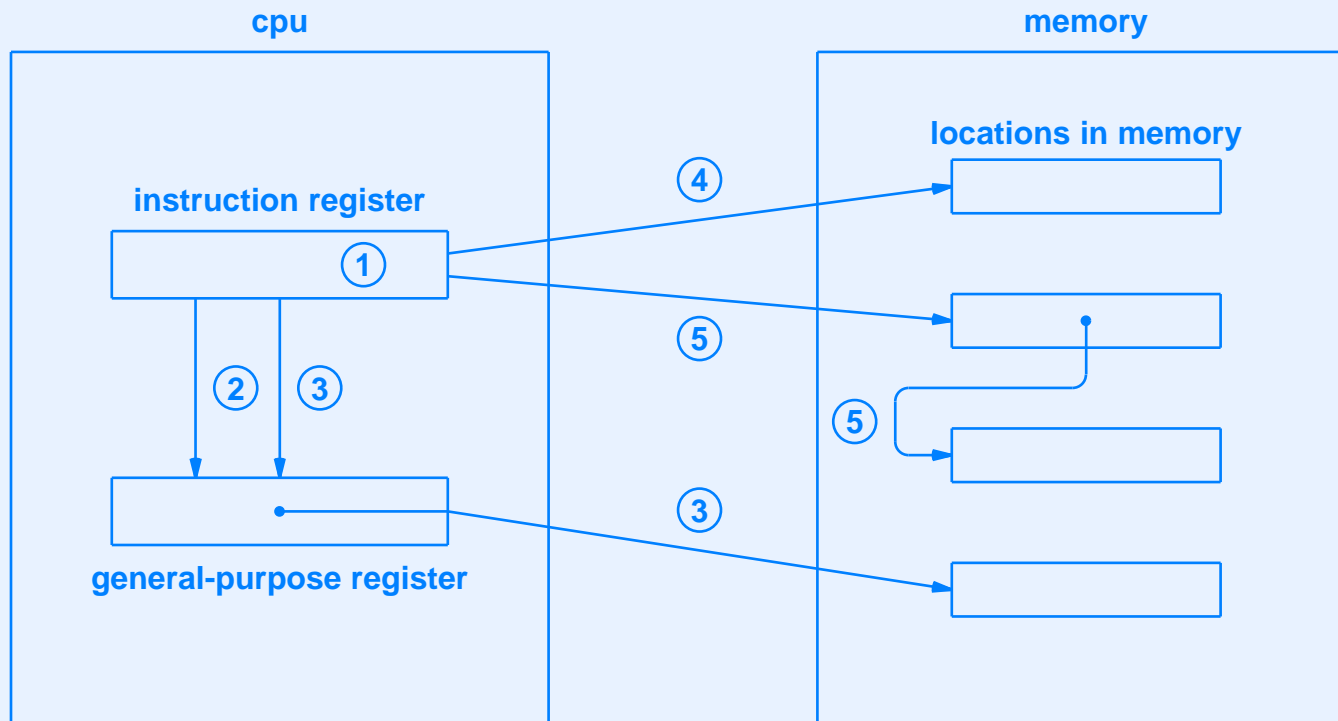 cpu
memory
locations in memory
4
instruction register
1
5
2
3
5
3
general-purpose register